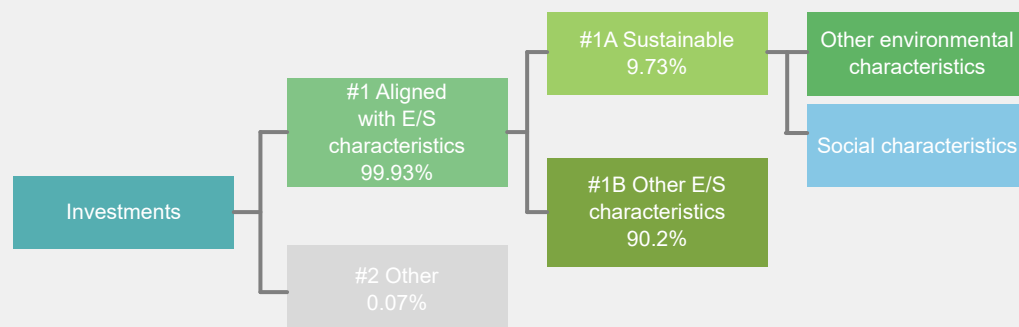 Investments
#1 Aligned
with E/S
characteristics
99.93%
#2 Other
0.07%
#1A Sustainable
9.73%
#1B Other E/S
characteristics
90.2%
Other environmental
characteristics
Social characteristics